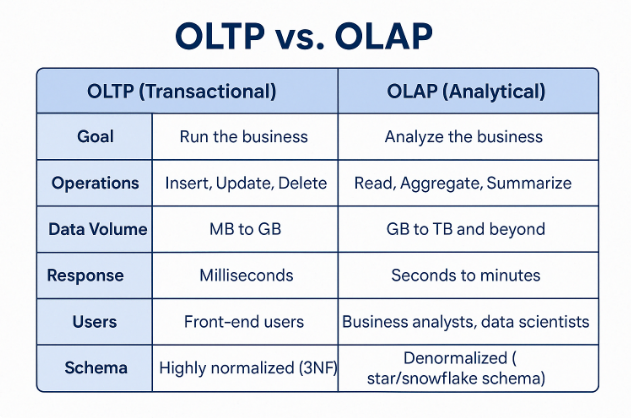 OLTP vs. OLAP
OLTP (Transactional) OLAP (Analytical)
Goal Run the business Analyze the business
Operations Insert, Update, Delete Read, Aggregate, Summarize
Data Volume MB to GB GB to TB and beyond
Response Milliseconds Seconds to minutes
Users Front-end users Business analysts, data scientists
Schema Highly normalized (3NF) Denormalized (
star/snowflake schema)